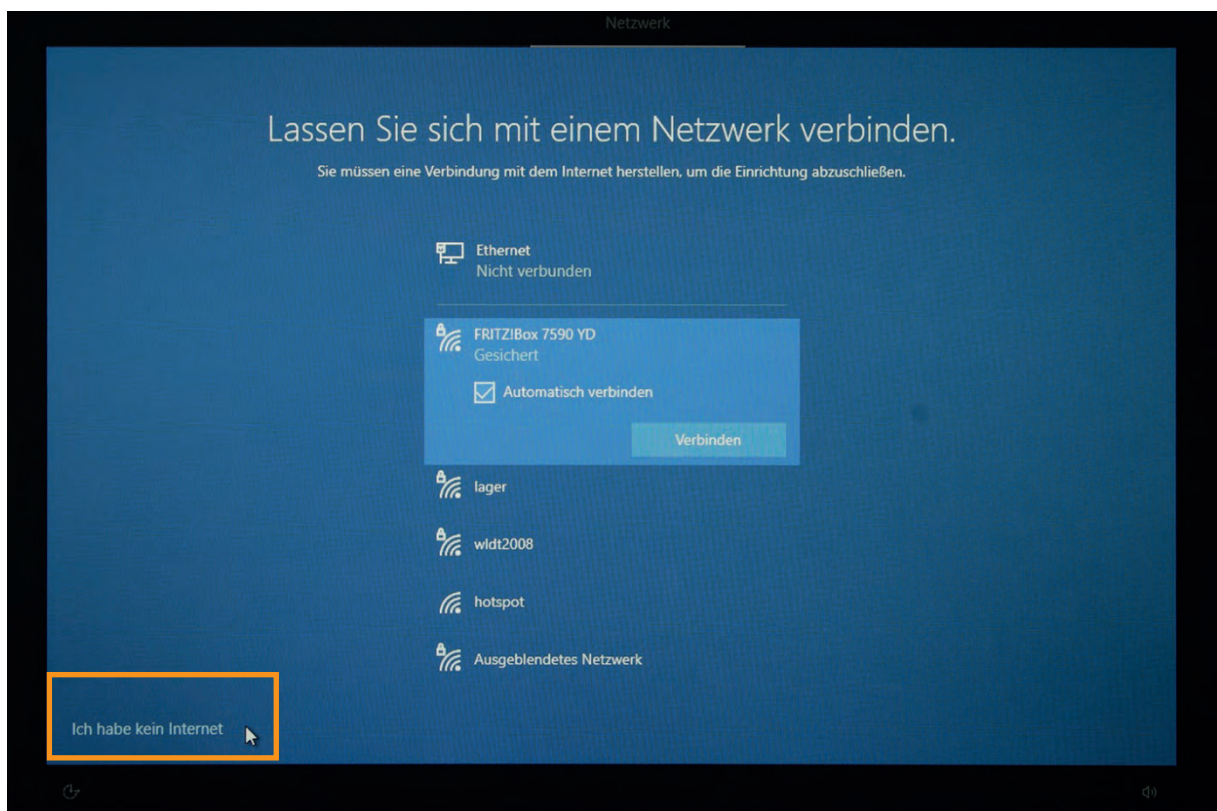 Netzwerk
Lassen Sie sich mit einem Netzwerk verbinden.
Sie müssen eine Verbindung mit dem Internet herstellen, um die Einrichtung abzuschließen.
Ethernet
Nicht verbunden
FRITZ!Box 7590 YD
Gesichert
Automatisch verbinden
Verbinden
lager
wldt2008
hotspot
Ausgeblendetes Netzwerk
Ich habe kein Internet